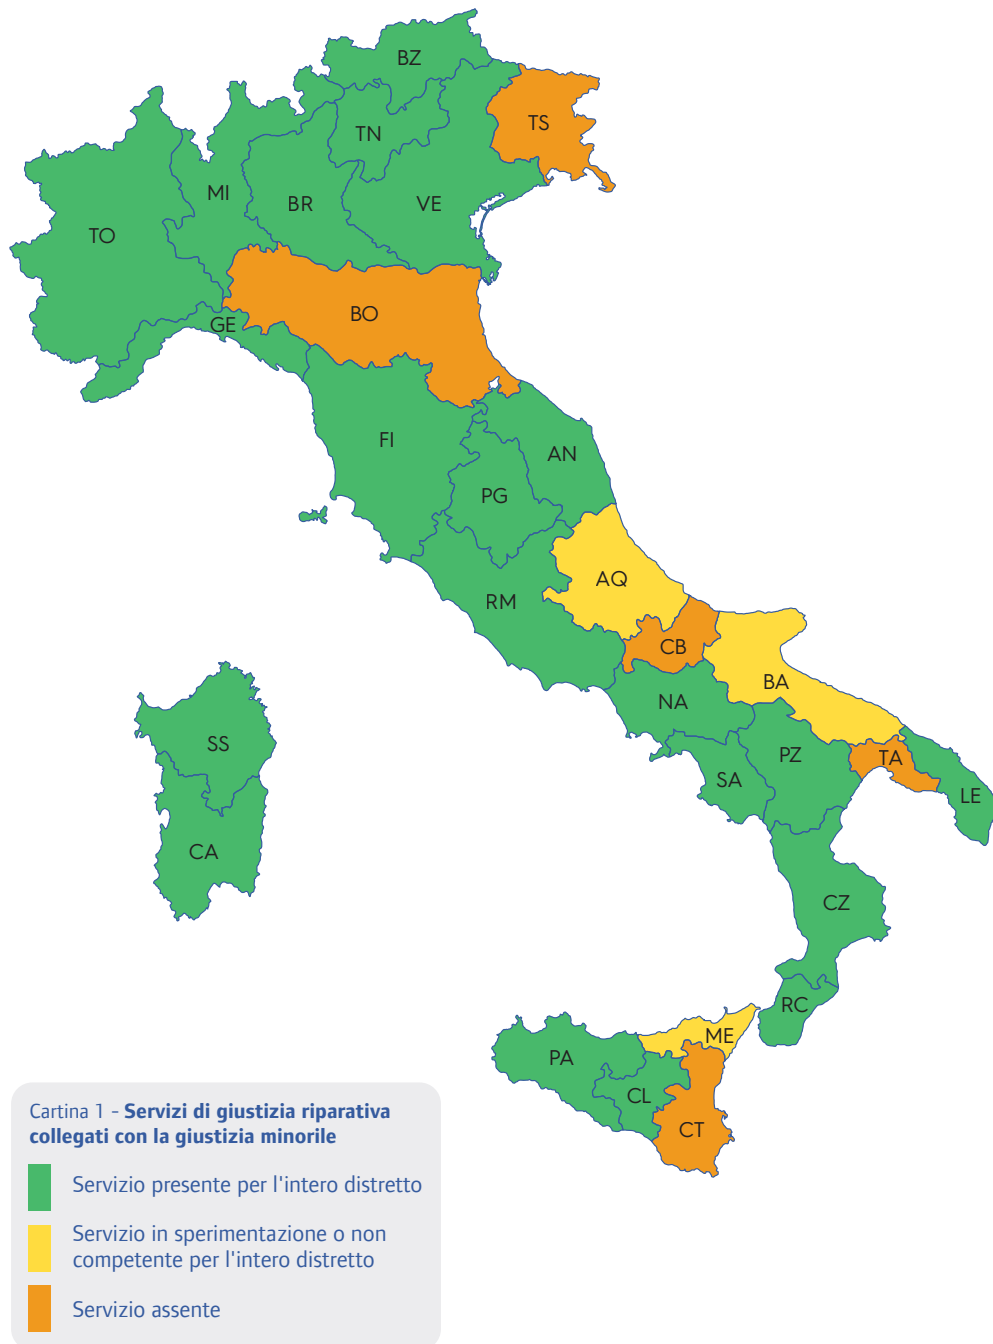 BZ
TS
TN
MI
BR
VE
TO
BO
GE
FI
AN
PG
AQ
RM
CB
BA
NA
SS
PZ
TA
SA
LE
CA
CZ
RC
ME
PA
CL
CT
Cartina 1 - Servizi di giustizia riparativa
collegati con la giustizia minorile
Servizio presente per l'intero distretto
Servizio in sperimentazione o non
competente per l'intero distretto
Servizio assente